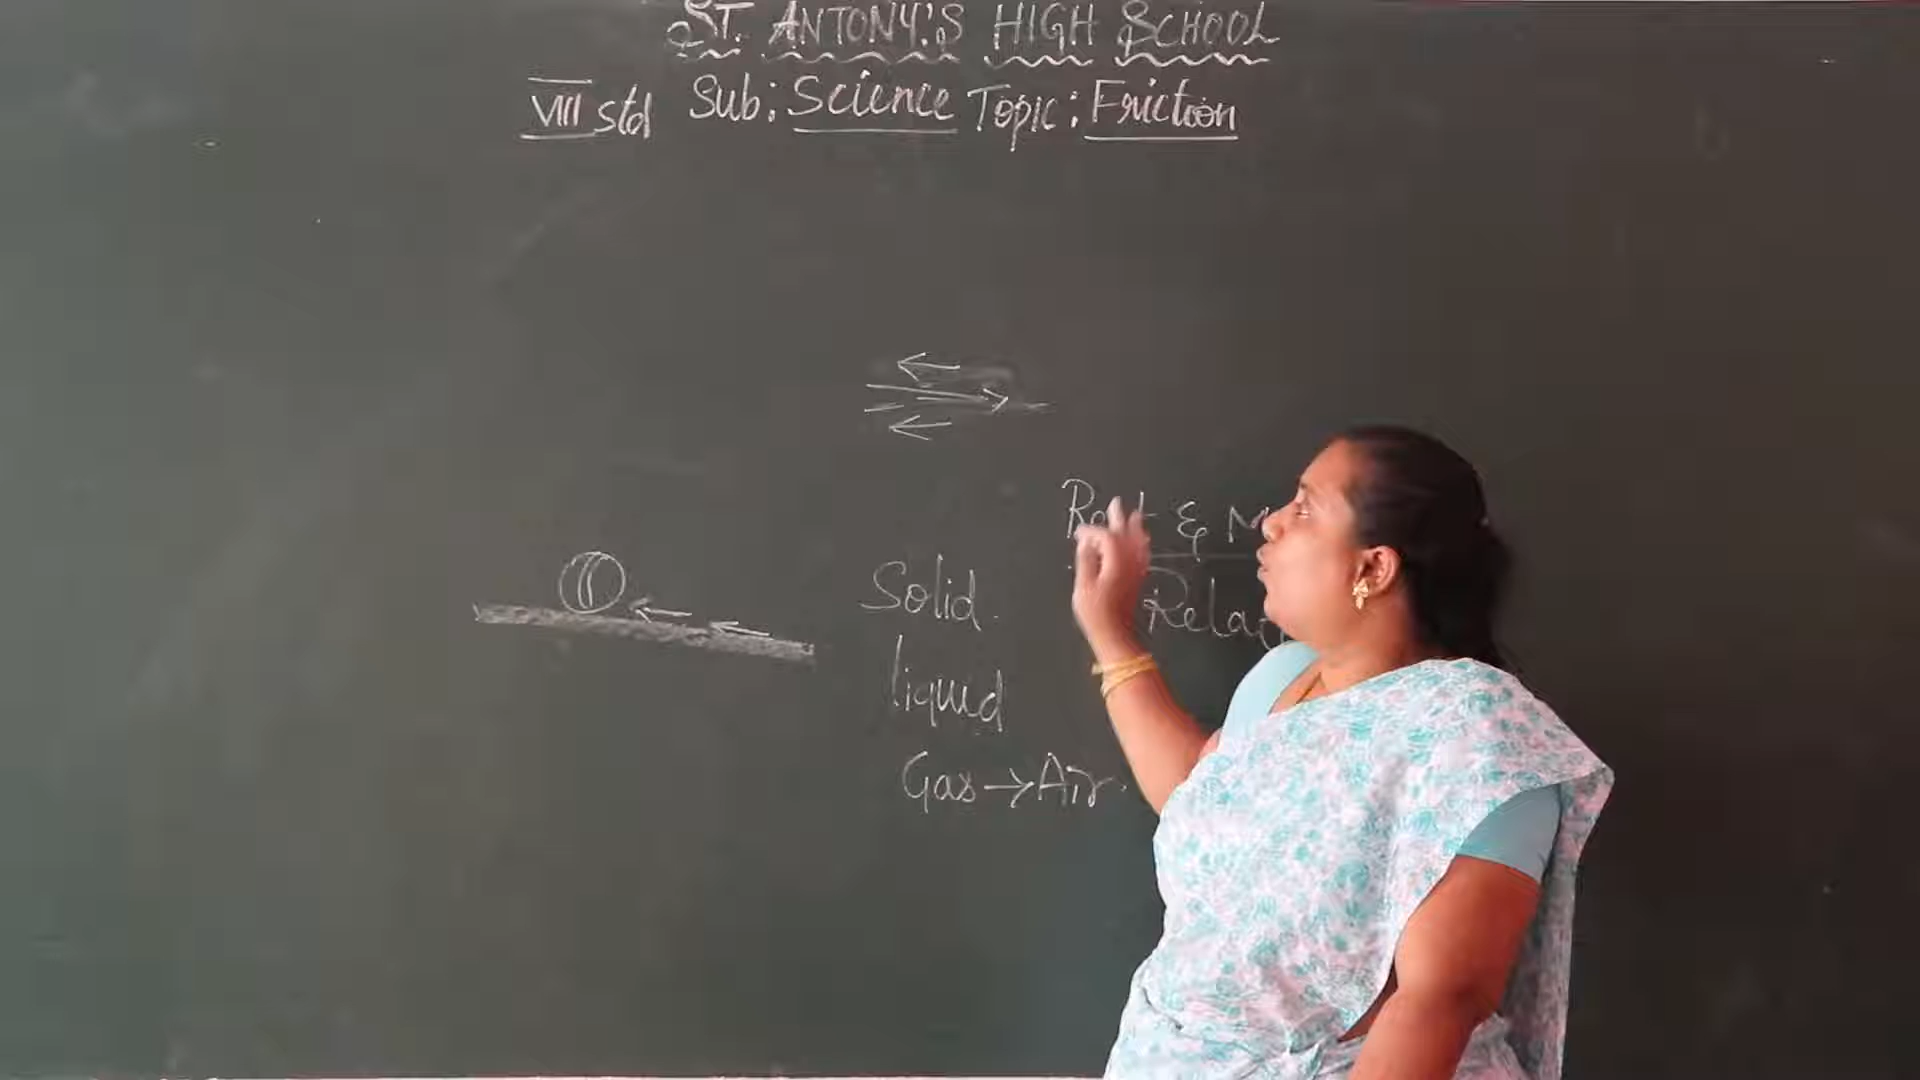 ST. ANTONY'S HIGH SCHOOL
VIII Std Sub: Science Topic: Friction
&
Solid.
liquid
Gas → Air.